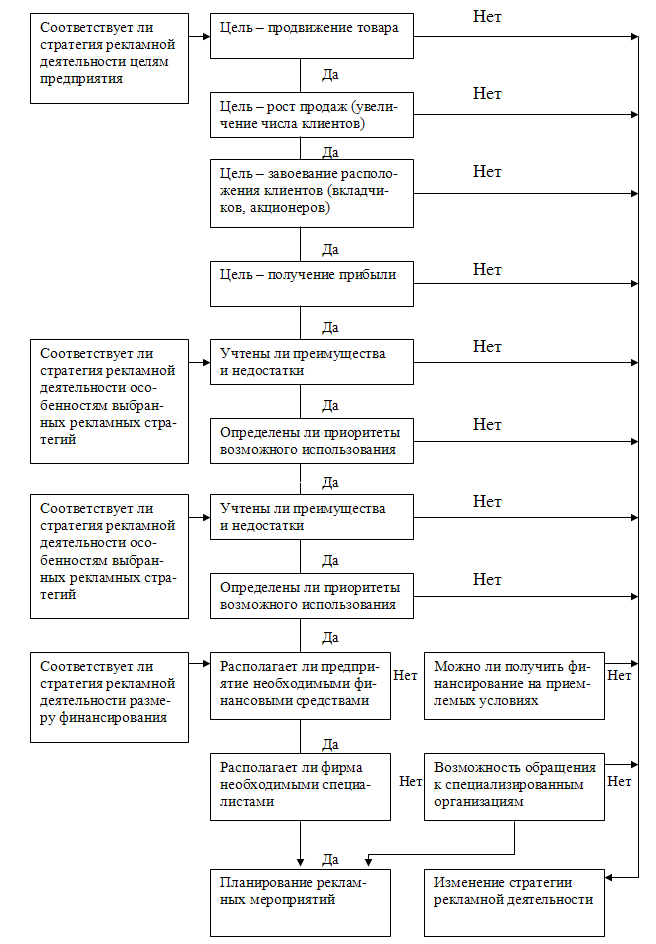 Соответствует ли
стратегия рекламной
деятельности целям
предприятия
Цель – продвижение товара
Нет
Да
Цель – рост продаж (увели-
чение числа клиентов)
Нет
Да
Цель – завоевание располо-
жения клиентов (вкладчи-
ков, акционеров)
Нет
Да
Цель – получение прибыли
Нет
Да
Соответствует ли
стратегия рекламной
деятельности осо-
бенностям выбран-
ных рекламных стра-
тегий
Учтены ли преимущества
и недостатки
Нет
Да
Определены ли приоритеты
возможного использования
Нет
Да
Соответствует ли
стратегия рекламной
деятельности осо-
бенностям выбран-
ных рекламных стра-
тегий
Учтены ли преимущества
и недостатки
Нет
Да
Определены ли приоритеты
возможного использования
Нет
Да
Соответствует ли
стратегия рекламной
деятельности разме-
ру финансирования
Располагает ли предпри-
ятие необходимыми фи-
нансовыми средствами
Нет
Можно ли получить фи-
нансирование на прием-
лемых условиях
Нет
Да
Располагает ли фирма
необходимыми специа-
листами
Нет
Возможность обращения
к специализированным
организациям
Нет
Да
Планирование реклам-
ных мероприятий
Изменение стратегии
рекламной деятельности